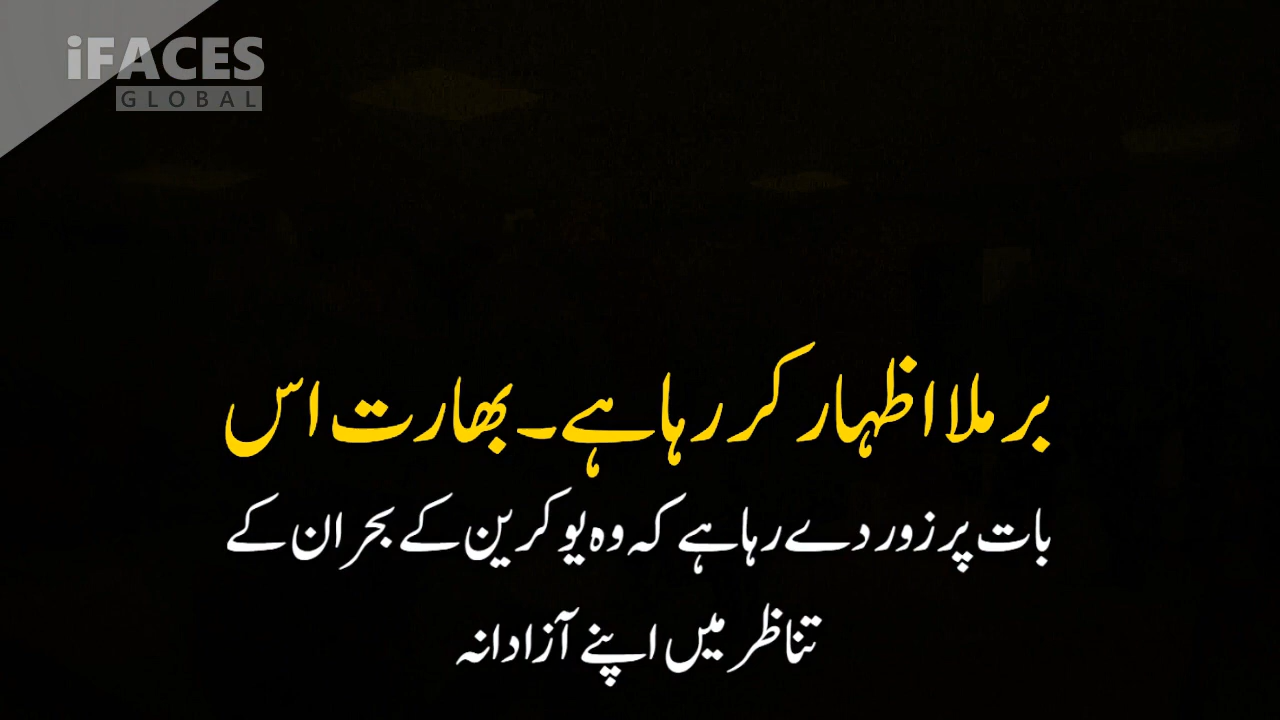 iFACES
GLOBAL
برملا اظہار کر رہا ہے۔ بھارت اس
بات پر زور دے رہا ہے کہ وہ یوکرین کے بحران کے
تناظر میں اپنے آزادانہ